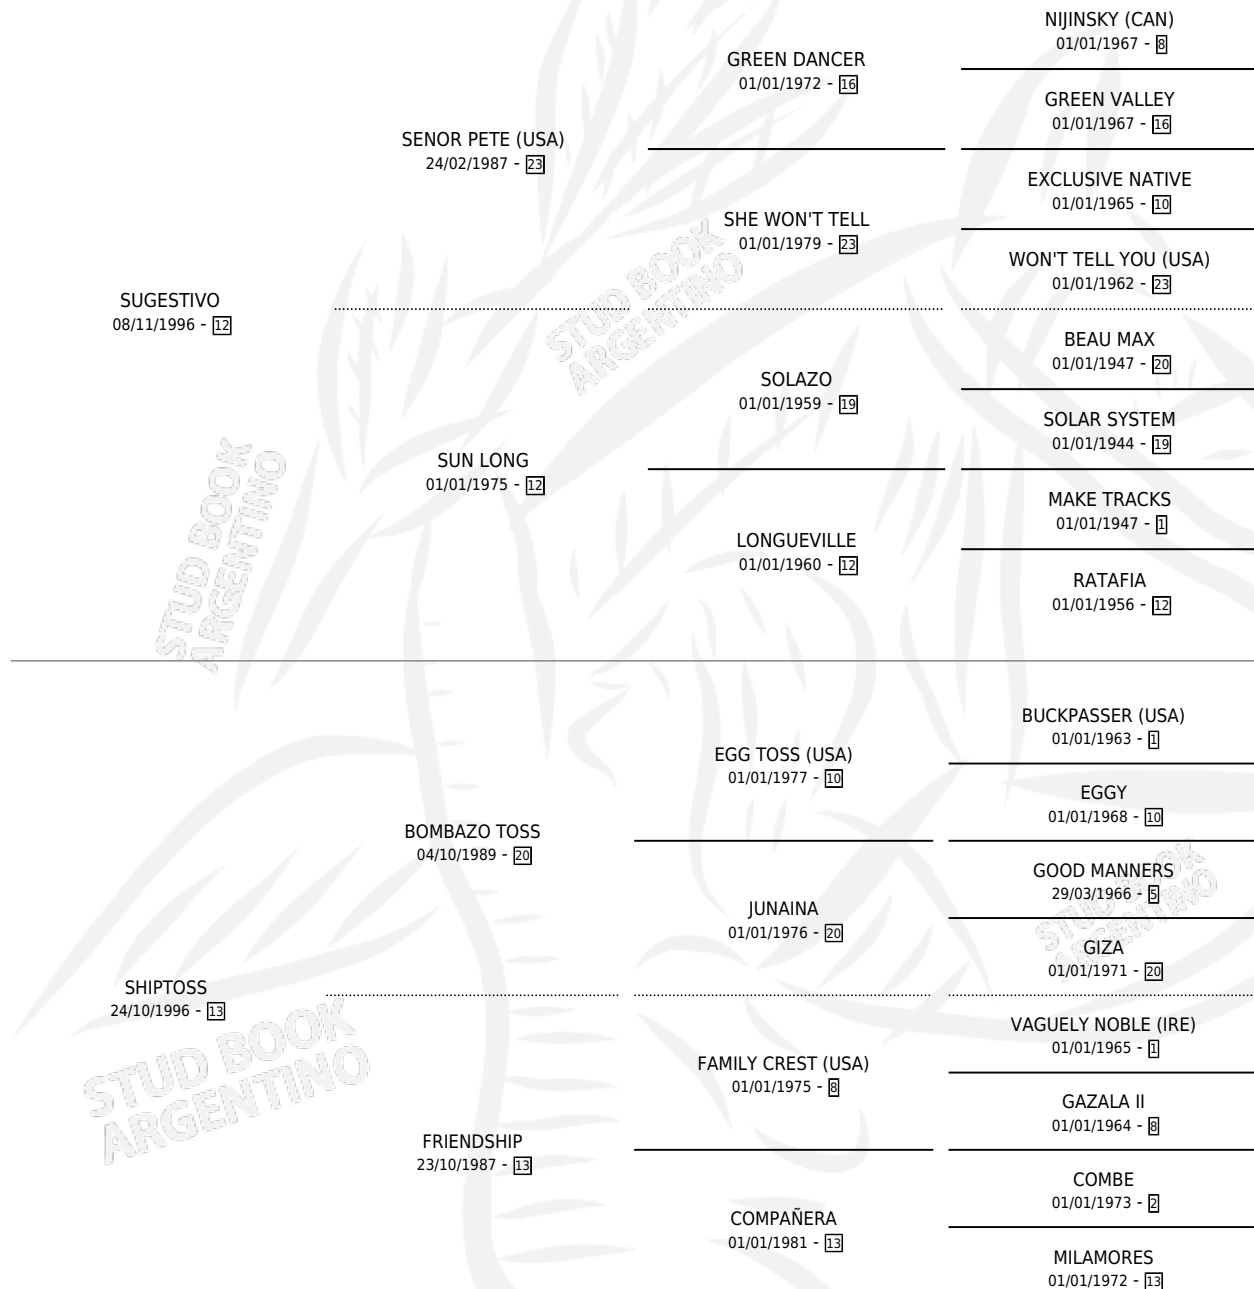 NIJINSKY (CAN)
01/01/1967 - 8
GREEN DANCER
01/01/1972 - 16
GREEN VALLEY
01/01/1967 - 16
SENOR PETE (USA)
24/02/1987 - 23
EXCLUSIVE NATIVE
01/01/1965 - 10
SHE WON'T TELL
01/01/1979 - 23
WON'T TELL YOU (USA)
01/01/1962 - 23
SUGESTIVO
08/11/1996 - 12
BEAU MAX
01/01/1947 - 20
SOLAZO
01/01/1959 - 19
SOLAR SYSTEM
01/01/1944 - 19
SUN LONG
01/01/1975 - 12
MAKE TRACKS
01/01/1947 - 1
LONGUEVILLE
01/01/1960 - 12
RATAFIA
01/01/1956 - 12
STUD BOOK
ARGENTINO
STUD BOOK
ARGENTINO
BUCKPASSER (USA)
01/01/1963 - 1
EGG TOSS (USA)
01/01/1977 - 10
EGGY
01/01/1968 - 10
BOMBAZO TOSS
04/10/1989 - 20
GOOD MANNERS
29/03/1966 - 5
JUNAINA
01/01/1976 - 20
GIZA
01/01/1971 - 20
SHIPTOSS
24/10/1996 - 13
VAGUELY NOBLE (IRE)
01/01/1965 - 1
FAMILY CREST (USA)
01/01/1975 - 8
GAZALA II
01/01/1964 - 8
FRIENDSHIP
23/10/1987 - 13
COMBE
01/01/1973 - 2
COMPAÑERA
01/01/1981 - 13
MILAMORES
01/01/1972 - 13
STUD BOOK
ARGENTINO
STUD BOOK
ARGENTINO